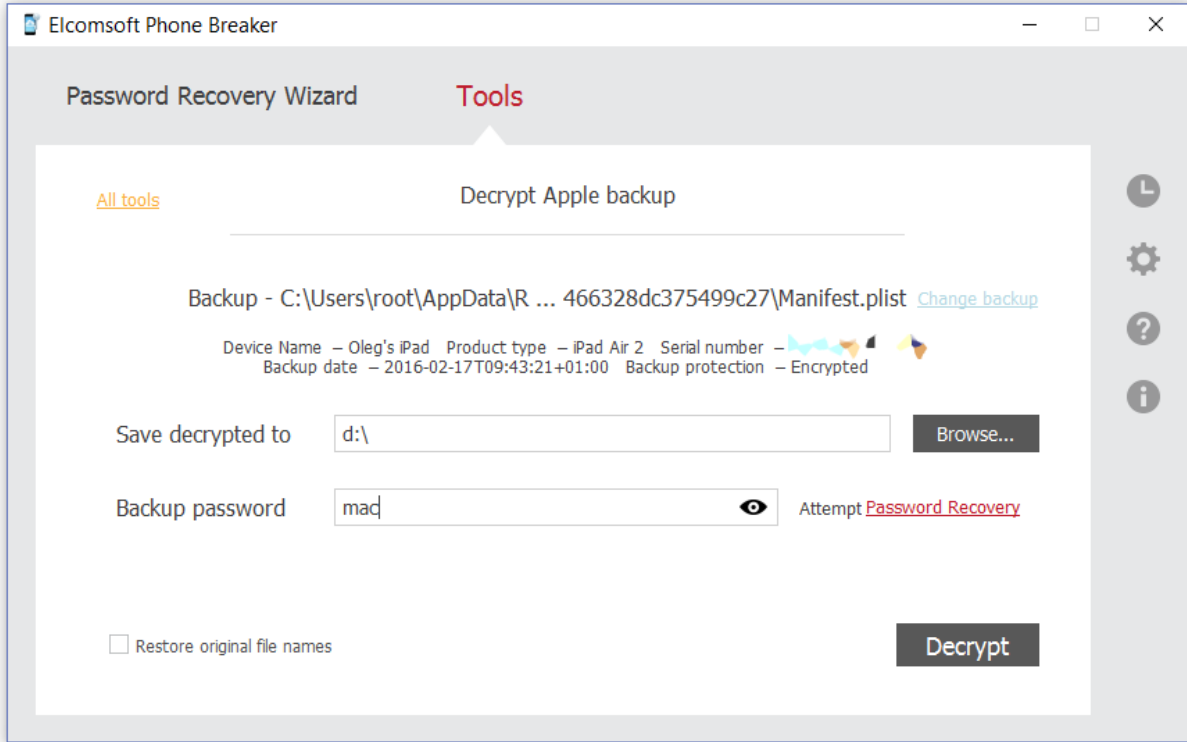 Elcomsoft Phone Breaker
Password Recovery Wizard Tools
All tools Decrypt Apple backup
Backup - C:\Users\root\AppData\R ... 466328dc375499c27\Manifest.plist Change backup
Device Name – Oleg's iPad Product type – iPad Air 2 Serial number –
Backup date – 2016-02-17T09:43:21+01:00 Backup protection – Encrypted
Save decrypted to d:\ Browse...
Backup password mac Attempt Password Recovery
Restore original file names Decrypt